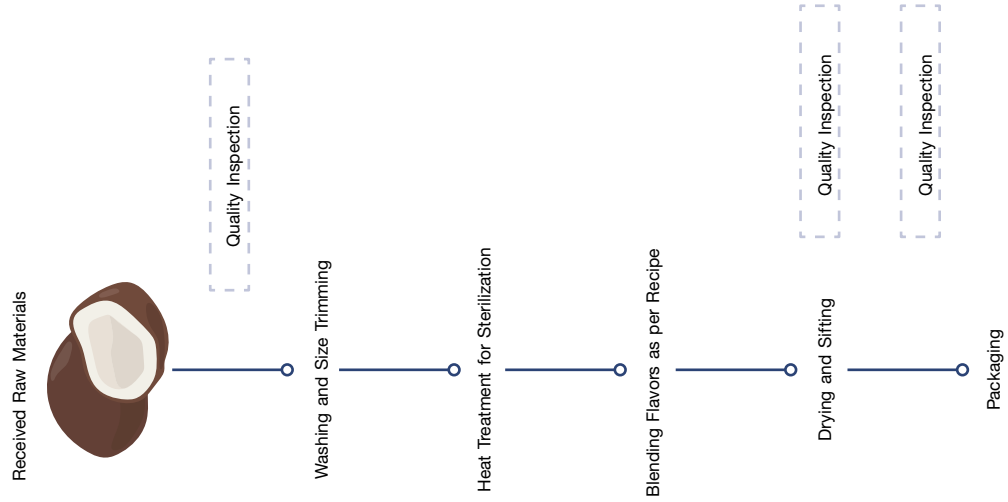 Received Raw Materials
Quality Inspection
Washing and Size Trimming
Heat Treatment for Sterilization
Blending Flavors as per Recipe
Drying and Sifting
Quality Inspection
Quality Inspection
Packaging